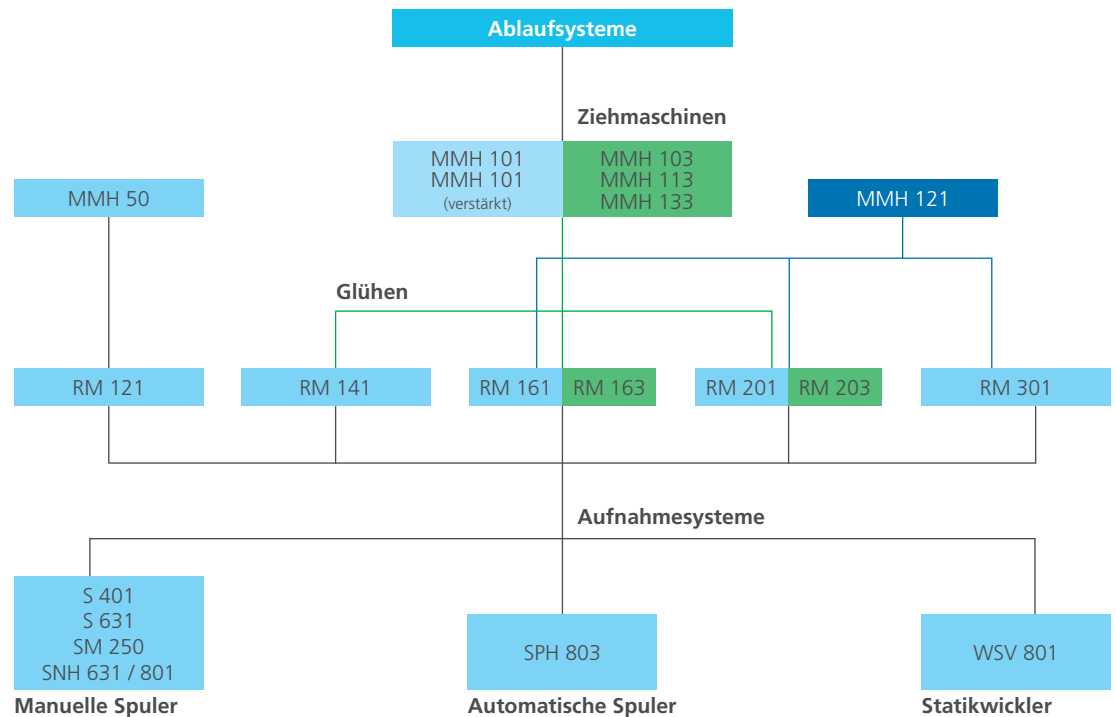 Ablaufsysteme
Ziehmaschinen
MMH 101
MMH 101
(verstärkt)
MMH 103
MMH 113
MMH 133
MMH 50
MMH 121
Glühen
RM 121
RM 141
RM 161
RM 163
RM 201
RM 203
RM 301
Aufnahmesysteme
S 401
S 631
SM 250
SNH 631 / 801
SPH 803
WSV 801
Manuelle Spuler
Automatische Spuler
Statikwickler